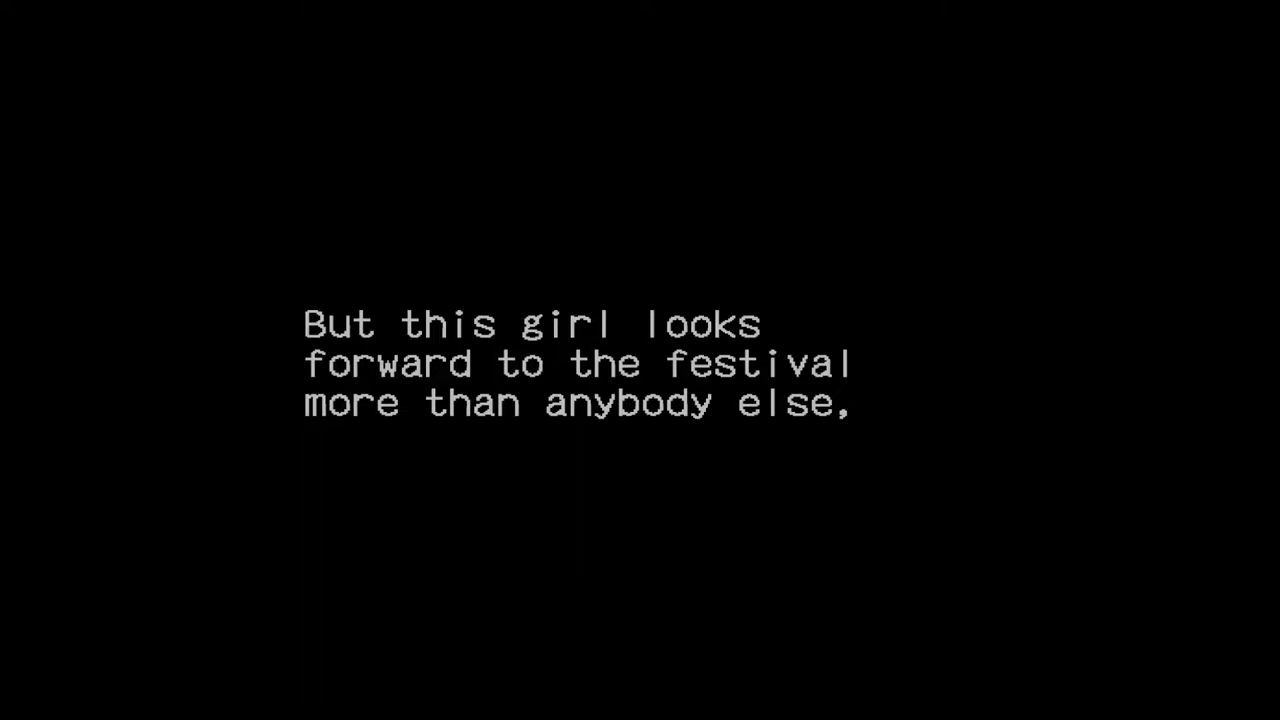 But this girl looks
forward to the festival
more than anybody else,